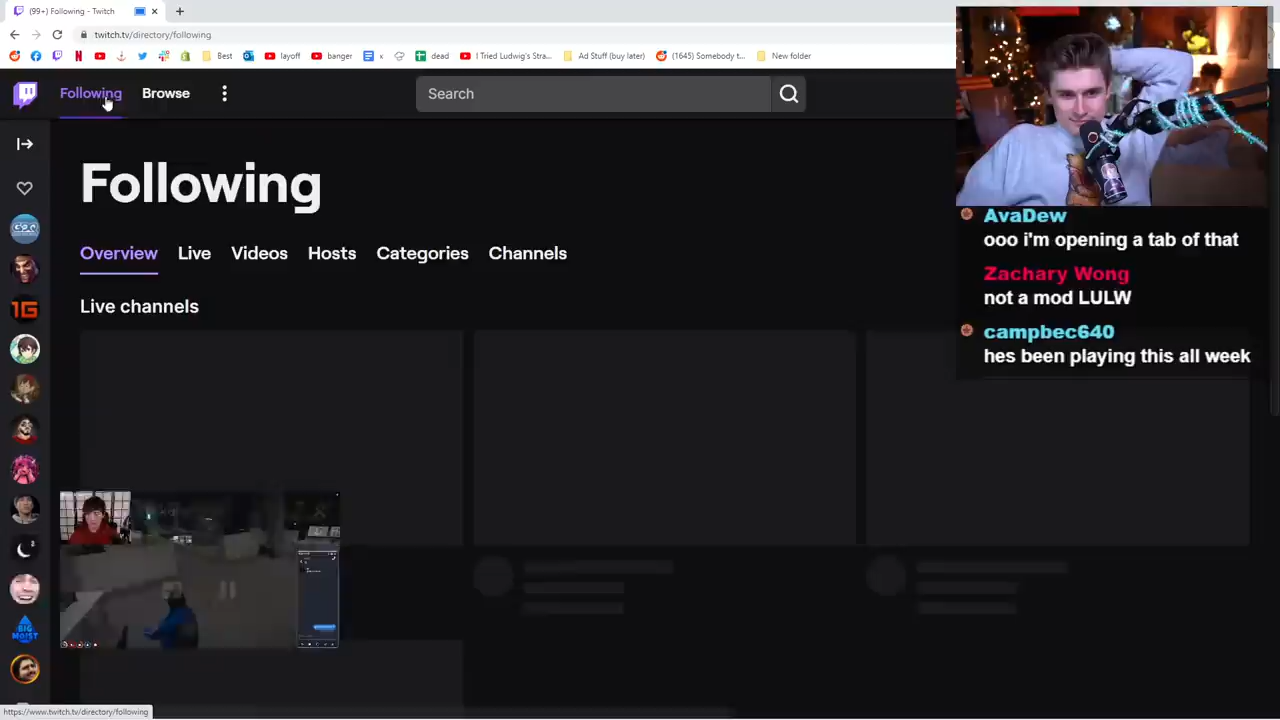 (99+) Following - Twitch
twitch.tv/directory/following
Best
layoff
banger
x
dead
I Tried Ludwig's Stra...
Ad Stuff (buy later)
(1645) Somebody t...
New folder
Following
Browse
Search
Following
Overview
Live
Videos
Hosts
Categories
Channels
Live channels
1G
BIG
MOIST
AvaDew
ooo i'm opening a tab of that
Zachary Wong
not a mod LULW
campbec640
hes been playing this all week
https://www.twitch.tv/directory/following